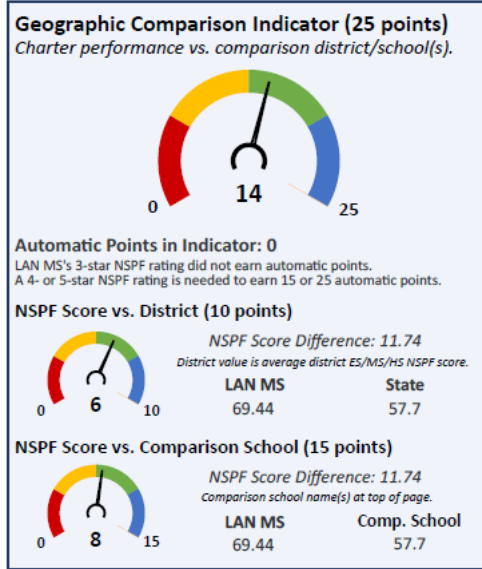 Geographic Comparison Indicator (25 points)
Charter performance vs. comparison district/school(s).
14
0
25
Automatic Points in Indicator: 0
LAN MS's 3-star NSPF rating did not earn automatic points.
A 4- or 5-star NSPF rating is needed to earn 15 or 25 automatic points.
NSPF Score vs. District (10 points)
0 6 10
NSPF Score Difference: 11.74
District value is average district ES/MS/HS NSPF score.
LAN MS State
69.44 57.7
NSPF Score vs. Comparison School (15 points)
0 8 15
NSPF Score Difference: 11.74
Comparison school name(s) at top of page.
LAN MS Comp. School
69.44 57.7